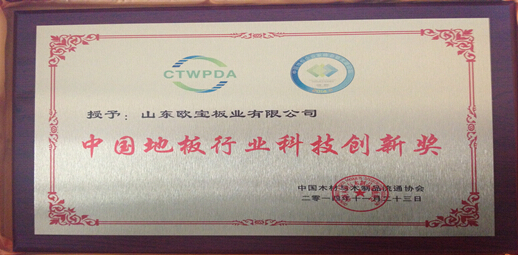 CTWPDA
授予：山东欧宝板业有限公司
中国地板行业科技创新奖
中国木材与木制品流通协会
二零一四年十一月二十三日